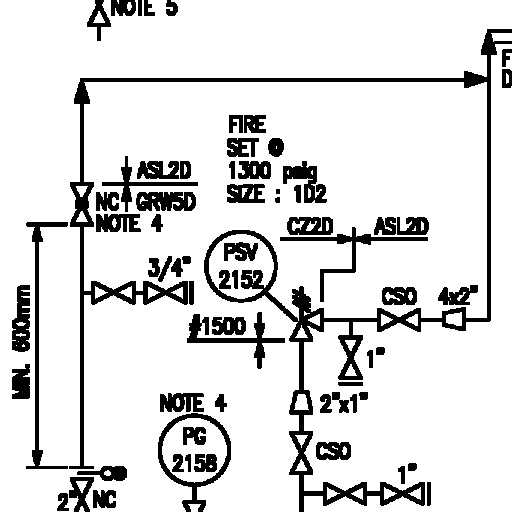 NOTE 5
F
D
FIRE
SET @
1300 psig
SIZE : 1D2
ASL2D
NC GRW5D
NOTE 4
CZ2D ASL2D
PSV
2152
3/4"
CSO 4x2"
#1500
MIN. 600mm
1"
2"x1"
NOTE 4
PG
2158
CSO
1"
2" NC